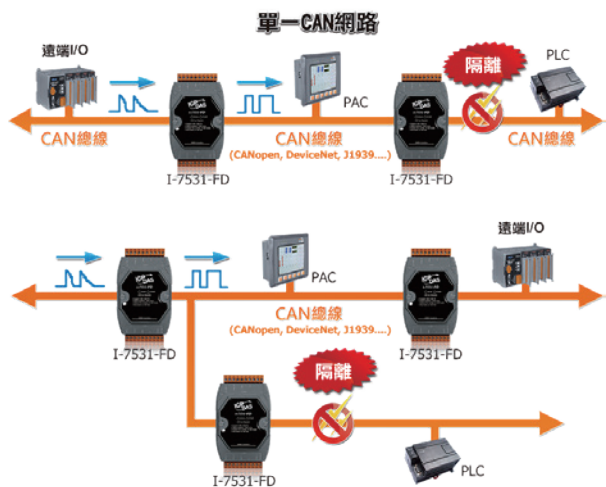 單一CAN網路
遠端I/O
PAC
隔離
PLC
CAN總線
CAN總線
(CANopen, DeviceNet, J1939....)
CAN總線
I-7531-FD
I-7531-FD
遠端I/O
PAC
CAN總線
(CANopen, DeviceNet, J1939....)
I-7531-FD
I-7531-FD
隔離
I-7531-FD
PLC